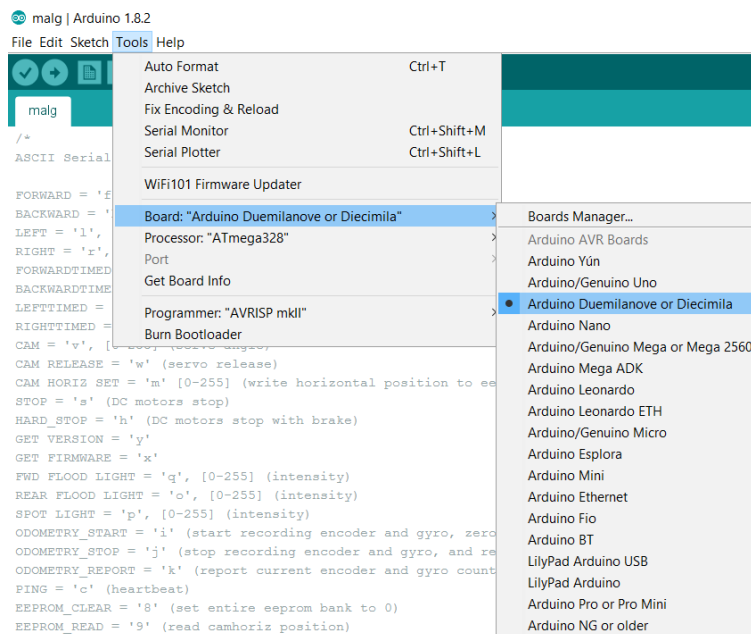 malg | Arduino 1.8.2
File Edit Sketch Tools Help
malg
Auto Format Ctrl+T
Archive Sketch
Fix Encoding & Reload
Serial Monitor Ctrl+Shift+M
Serial Plotter Ctrl+Shift+L
WiFi101 Firmware Updater
Board: "Arduino Duemilanove or Diecimila"
Processor: "ATmega328"
Port
Get Board Info
Programmer: "AVRISP mkII"
Burn Bootloader
Boards Manager...
Arduino AVR Boards
Arduino Yún
Arduino/Genuino Uno
Arduino Duemilanove or Diecimila
Arduino Nano
Arduino/Genuino Mega or Mega 2560
Arduino Mega ADK
Arduino Leonardo
Arduino Leonardo ETH
Arduino/Genuino Micro
Arduino Esplora
Arduino Mini
Arduino Ethernet
Arduino Fio
Arduino BT
LilyPad Arduino USB
LilyPad Arduino
Arduino Pro or Pro Mini
Arduino NG or older
/*
ASCII Serial
FORWARD = 'f
BACKWARD = '
LEFT = 'l',
RIGHT = 'r',
FORWARDTIMED
BACKWARDTIME
LEFTTIMED =
RIGHTTIMED =
CAM = 'v',
CAM RELEASE = 'w' (servo release)
CAM HORIZ SET = 'm' [0-255] (write horizontal position to ee
STOP = 's' (DC motors stop)
HARD_STOP = 'h' (DC motors stop with brake)
GET VERSION = 'y'
GET FIRMWARE = 'x'
FWD FLOOD LIGHT = 'q', [0-255] (intensity)
REAR FLOOD LIGHT = 'o', [0-255] (intensity)
SPOT LIGHT = 'p', [0-255] (intensity)
ODOMETRY_START = 'i' (start recording encoder and gyro, zero
ODOMETRY_STOP = 'j' (stop recording encoder and gyro, and re
ODOMETRY_REPORT = 'k' (report current encoder and gyro count
PING = 'c' (heartbeat)
EEPROM_CLEAR = '8' (set entire eeprom bank to 0)
EEPROM_READ = '9' (read camhoriz position)